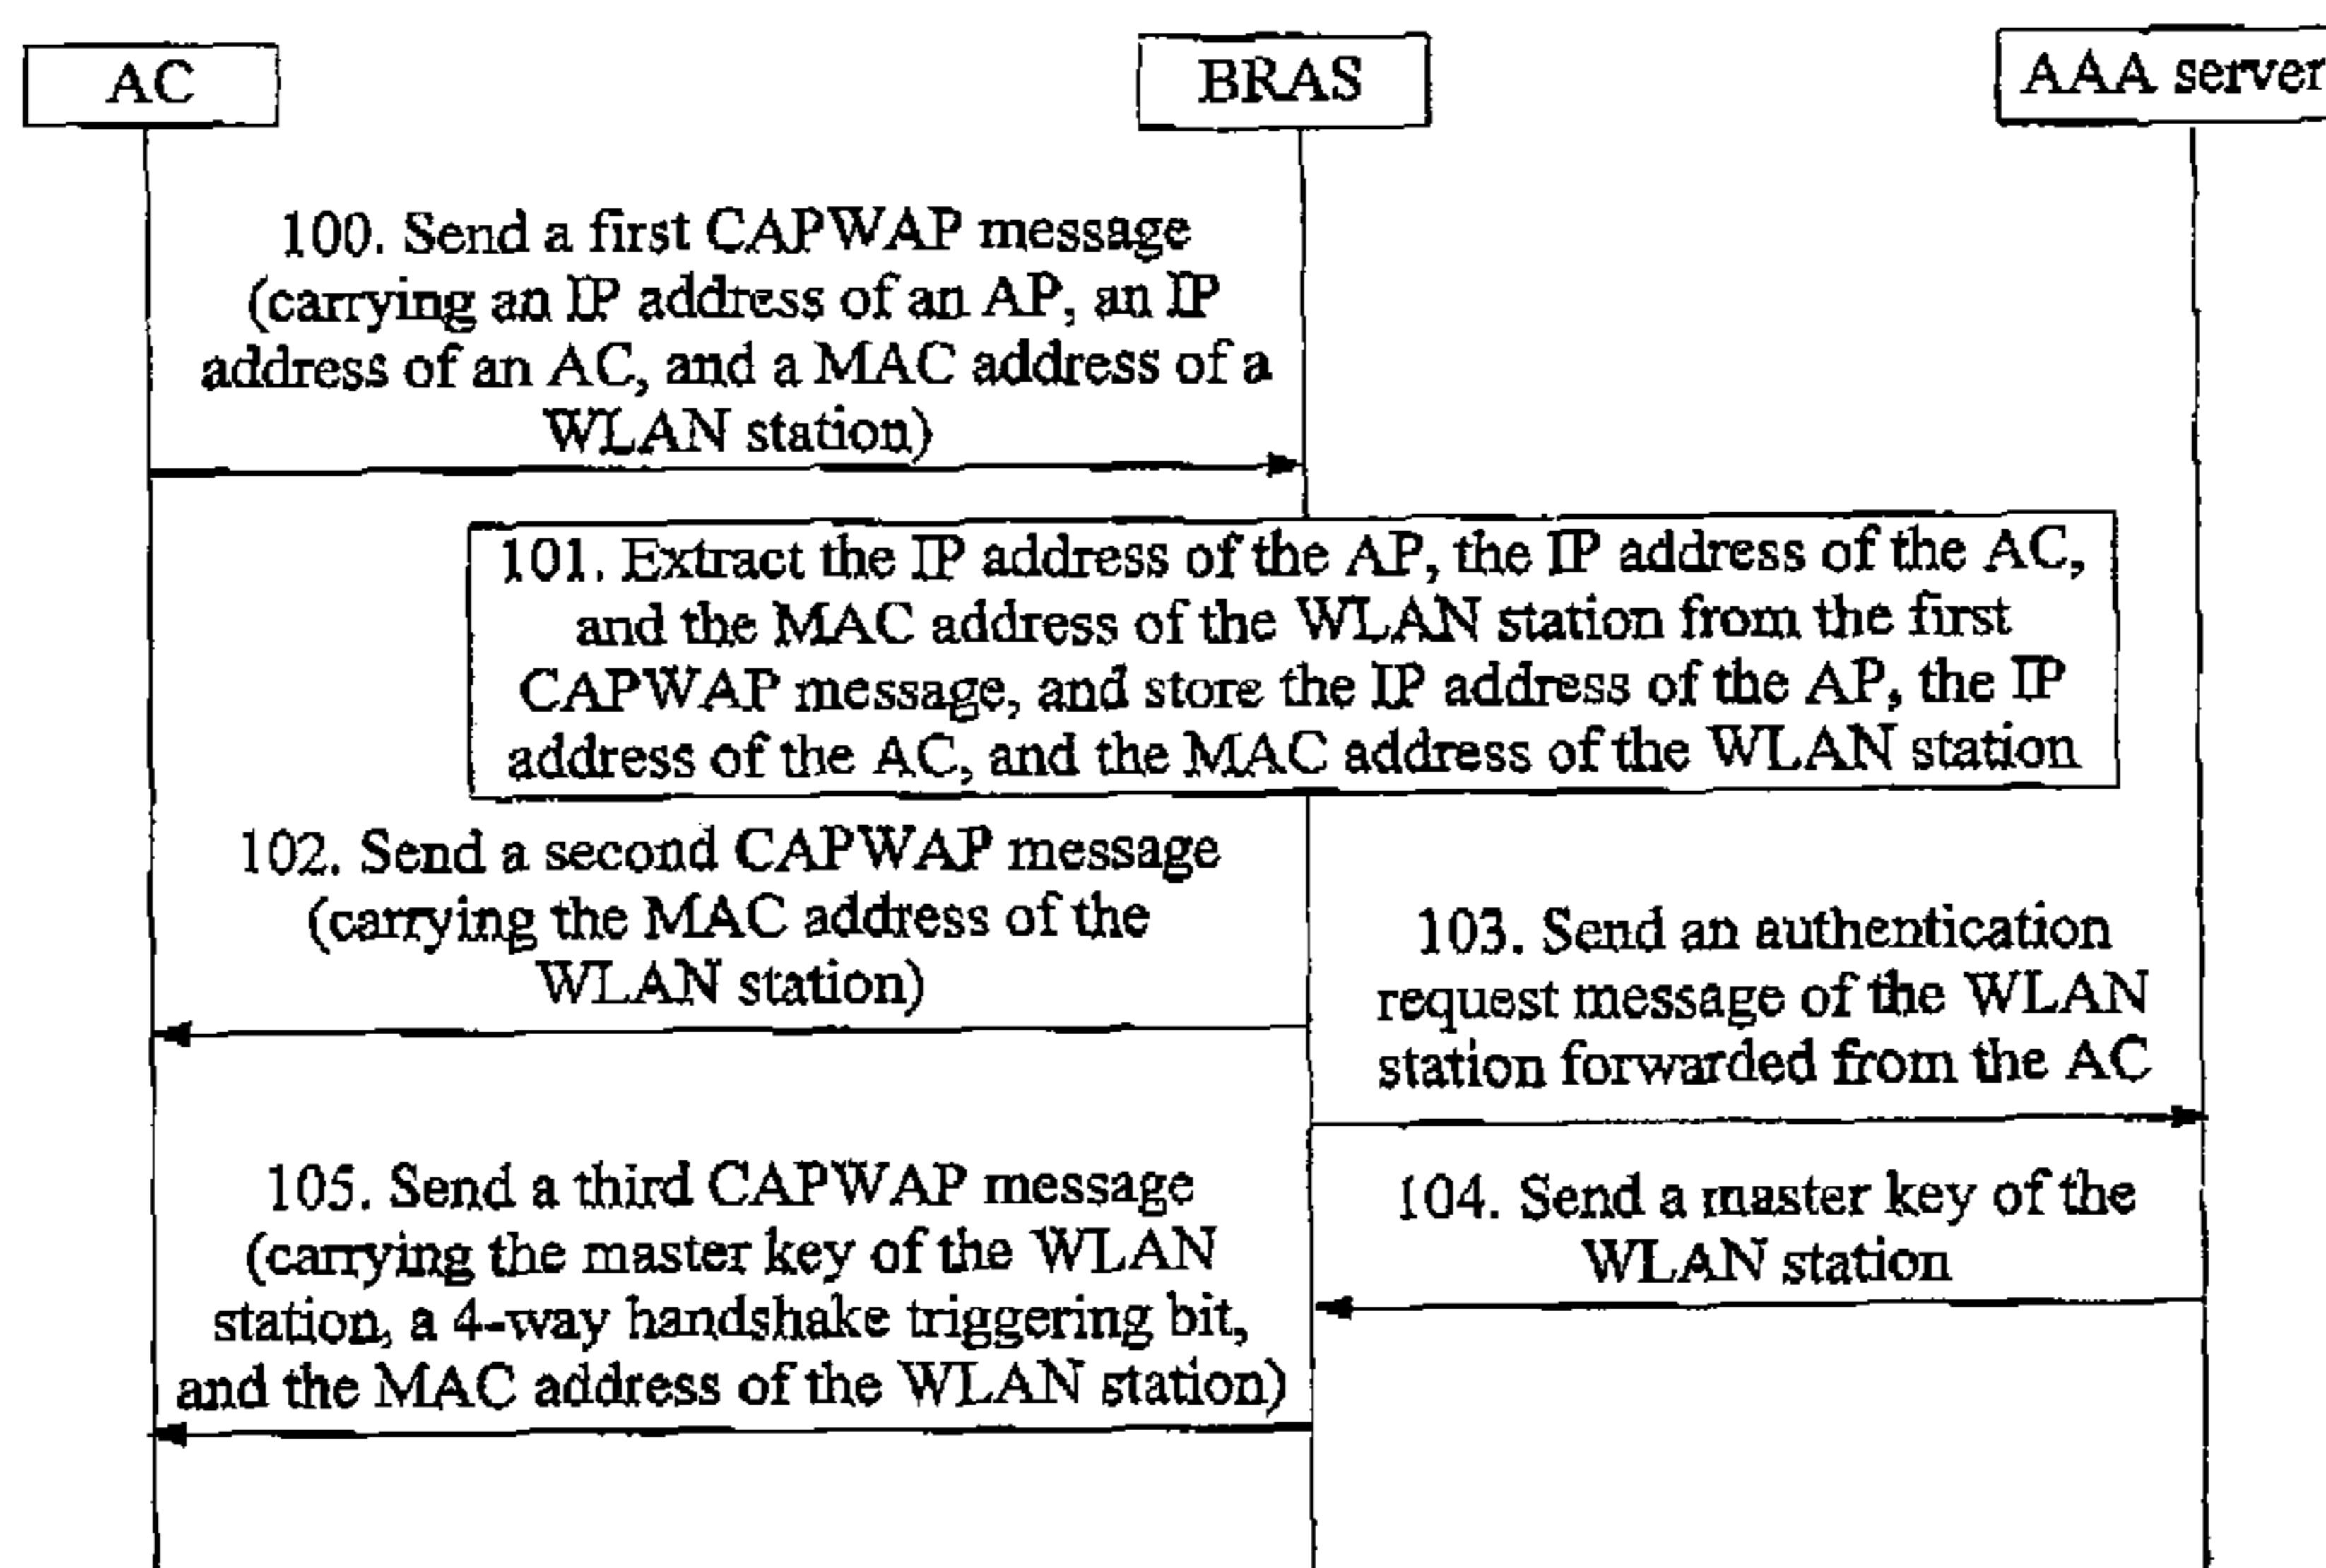 AC
BRAS
AAA server
100. Send a first CAPWAP message
(carrying an IP address of an AP, an IP
address of an AC, and a MAC address of a
WLAN station)
101. Extract the IP address of the AP, the IP address of the AC,
and the MAC address of the WLAN station from the first
CAPWAP message, and store the IP address of the AP, the IP
address of the AC, and the MAC address of the WLAN station
102. Send a second CAPWAP message
(carrying the MAC address of the
WLAN station)
103. Send an authentication
request message of the WLAN
station forwarded from the AC
104. Send a master key of the
WLAN station
105. Send a third CAPWAP message
(carrying the master key of the WLAN
station, a 4-way handshake triggering bit,
and the MAC address of the WLAN station)